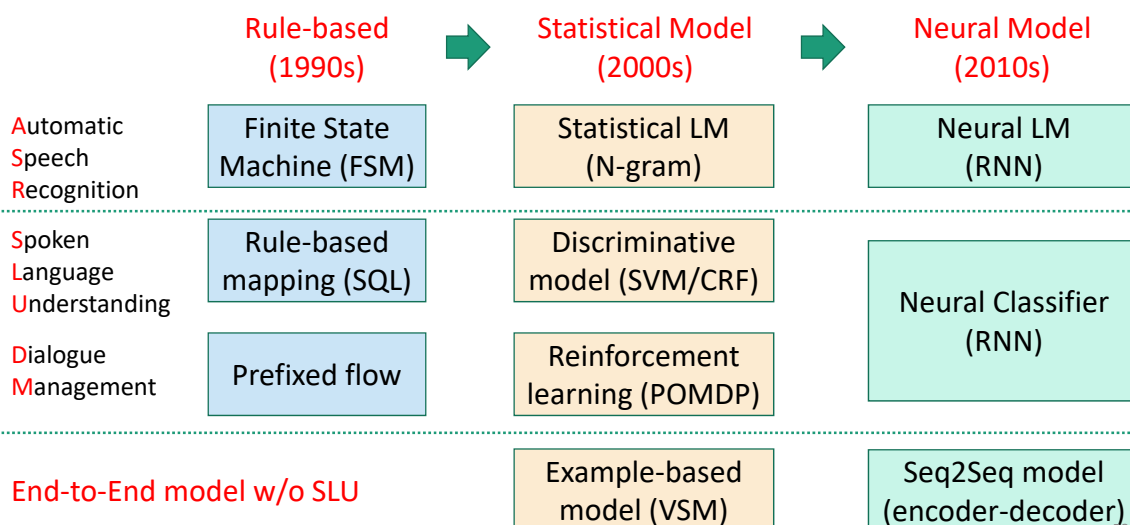 Rule-based
(1990s)
Statistical Model
(2000s)
Neural Model
(2010s)
Automatic
Speech
Recognition
Finite State
Machine (FSM)
Statistical LM
(N-gram)
Neural LM
(RNN)
Spoken
Language
Understanding
Rule-based
mapping (SQL)
Discriminative
model (SVM/CRF)
Neural Classifier
(RNN)
Dialogue
Management
Prefixed flow
Reinforcement
learning (POMDP)
End-to-End model w/o SLU
Example-based
model (VSM)
Seq2Seq model
(encoder-decoder)